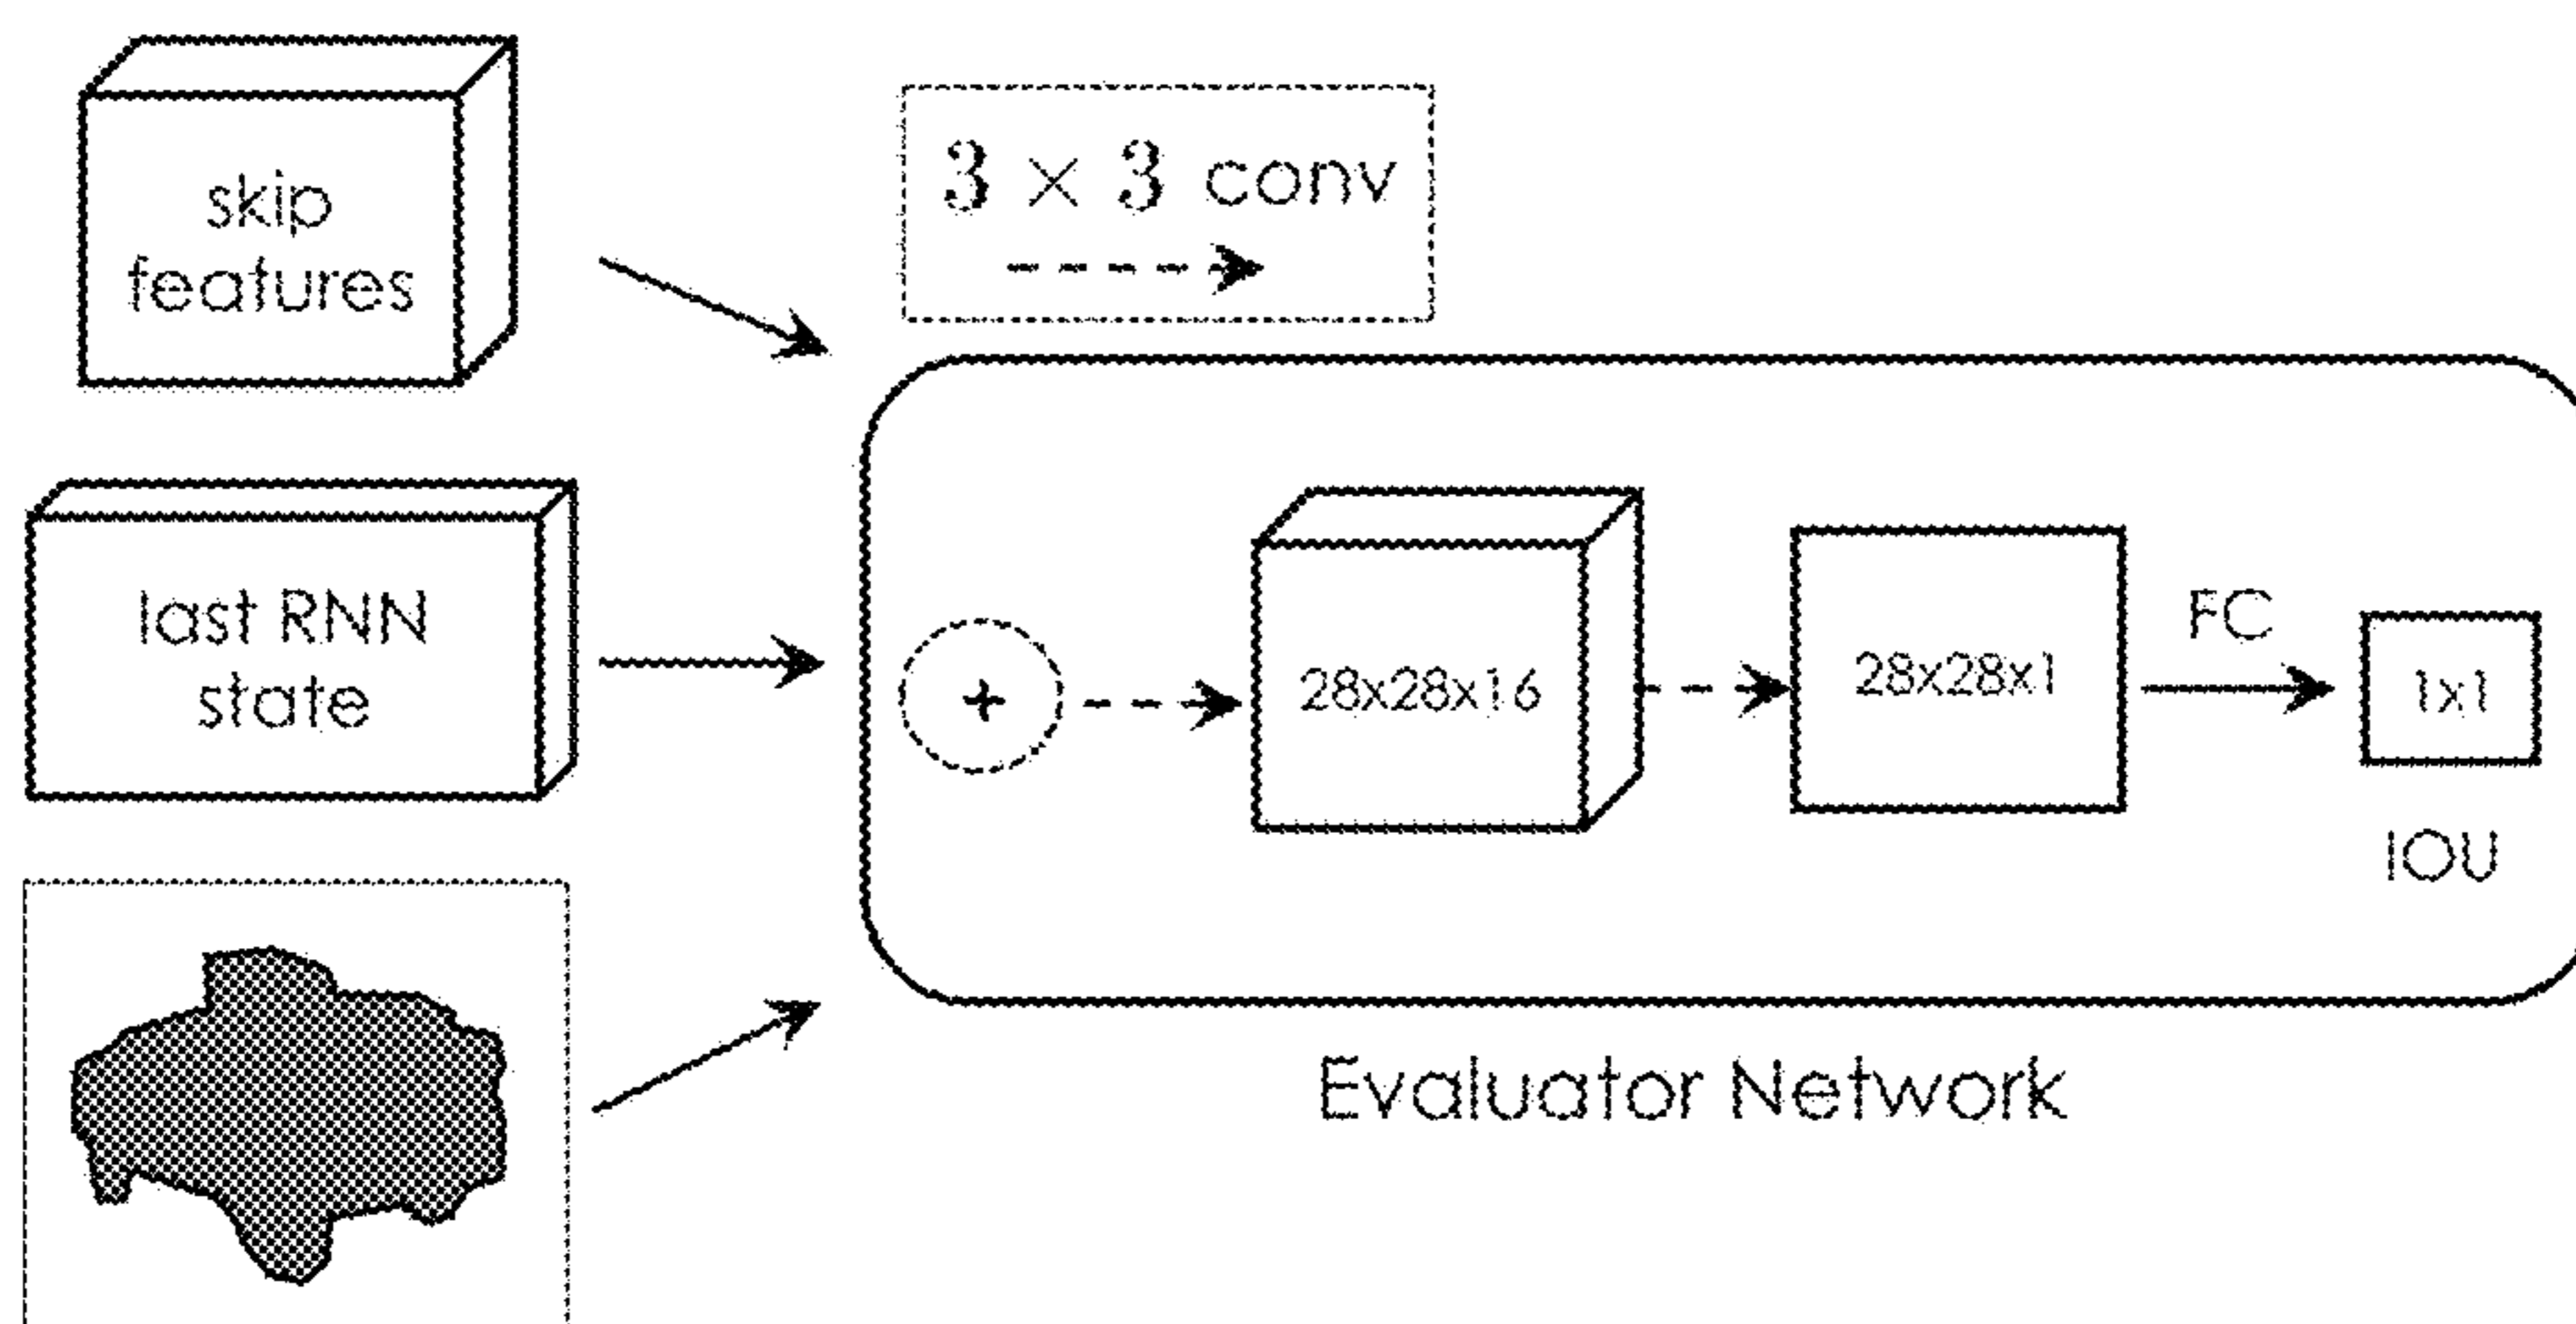 skip
features
3 × 3 conv
last RNN
state
+
28x28x16
28x28x1
FC
1x1
IOU
Evaluator Network